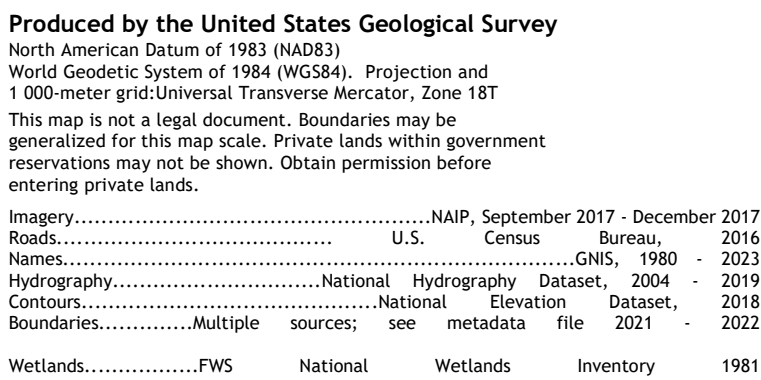 Produced by the United States Geological Survey
North American Datum of 1983 (NAD83)
World Geodetic System of 1984 (WGS84). Projection and
1 000-meter grid:Universal Transverse Mercator, Zone 18T
This map is not a legal document. Boundaries may be
generalized for this map scale. Private lands within government
reservations may not be shown. Obtain permission before
entering private lands.
Imagery............................................NAIP, September 2017 - December 2017
Roads.................................. U.S. Census Bureau, 2016
Names...............................................................GNIS, 1980 - 2023
Hydrography..........................National Hydrography Dataset, 2004 - 2019
Contours.....................................National Elevation Dataset, 2018
Boundaries..............Multiple sources; see metadata file 2021 - 2022
Wetlands.................FWS National Wetlands Inventory 1981